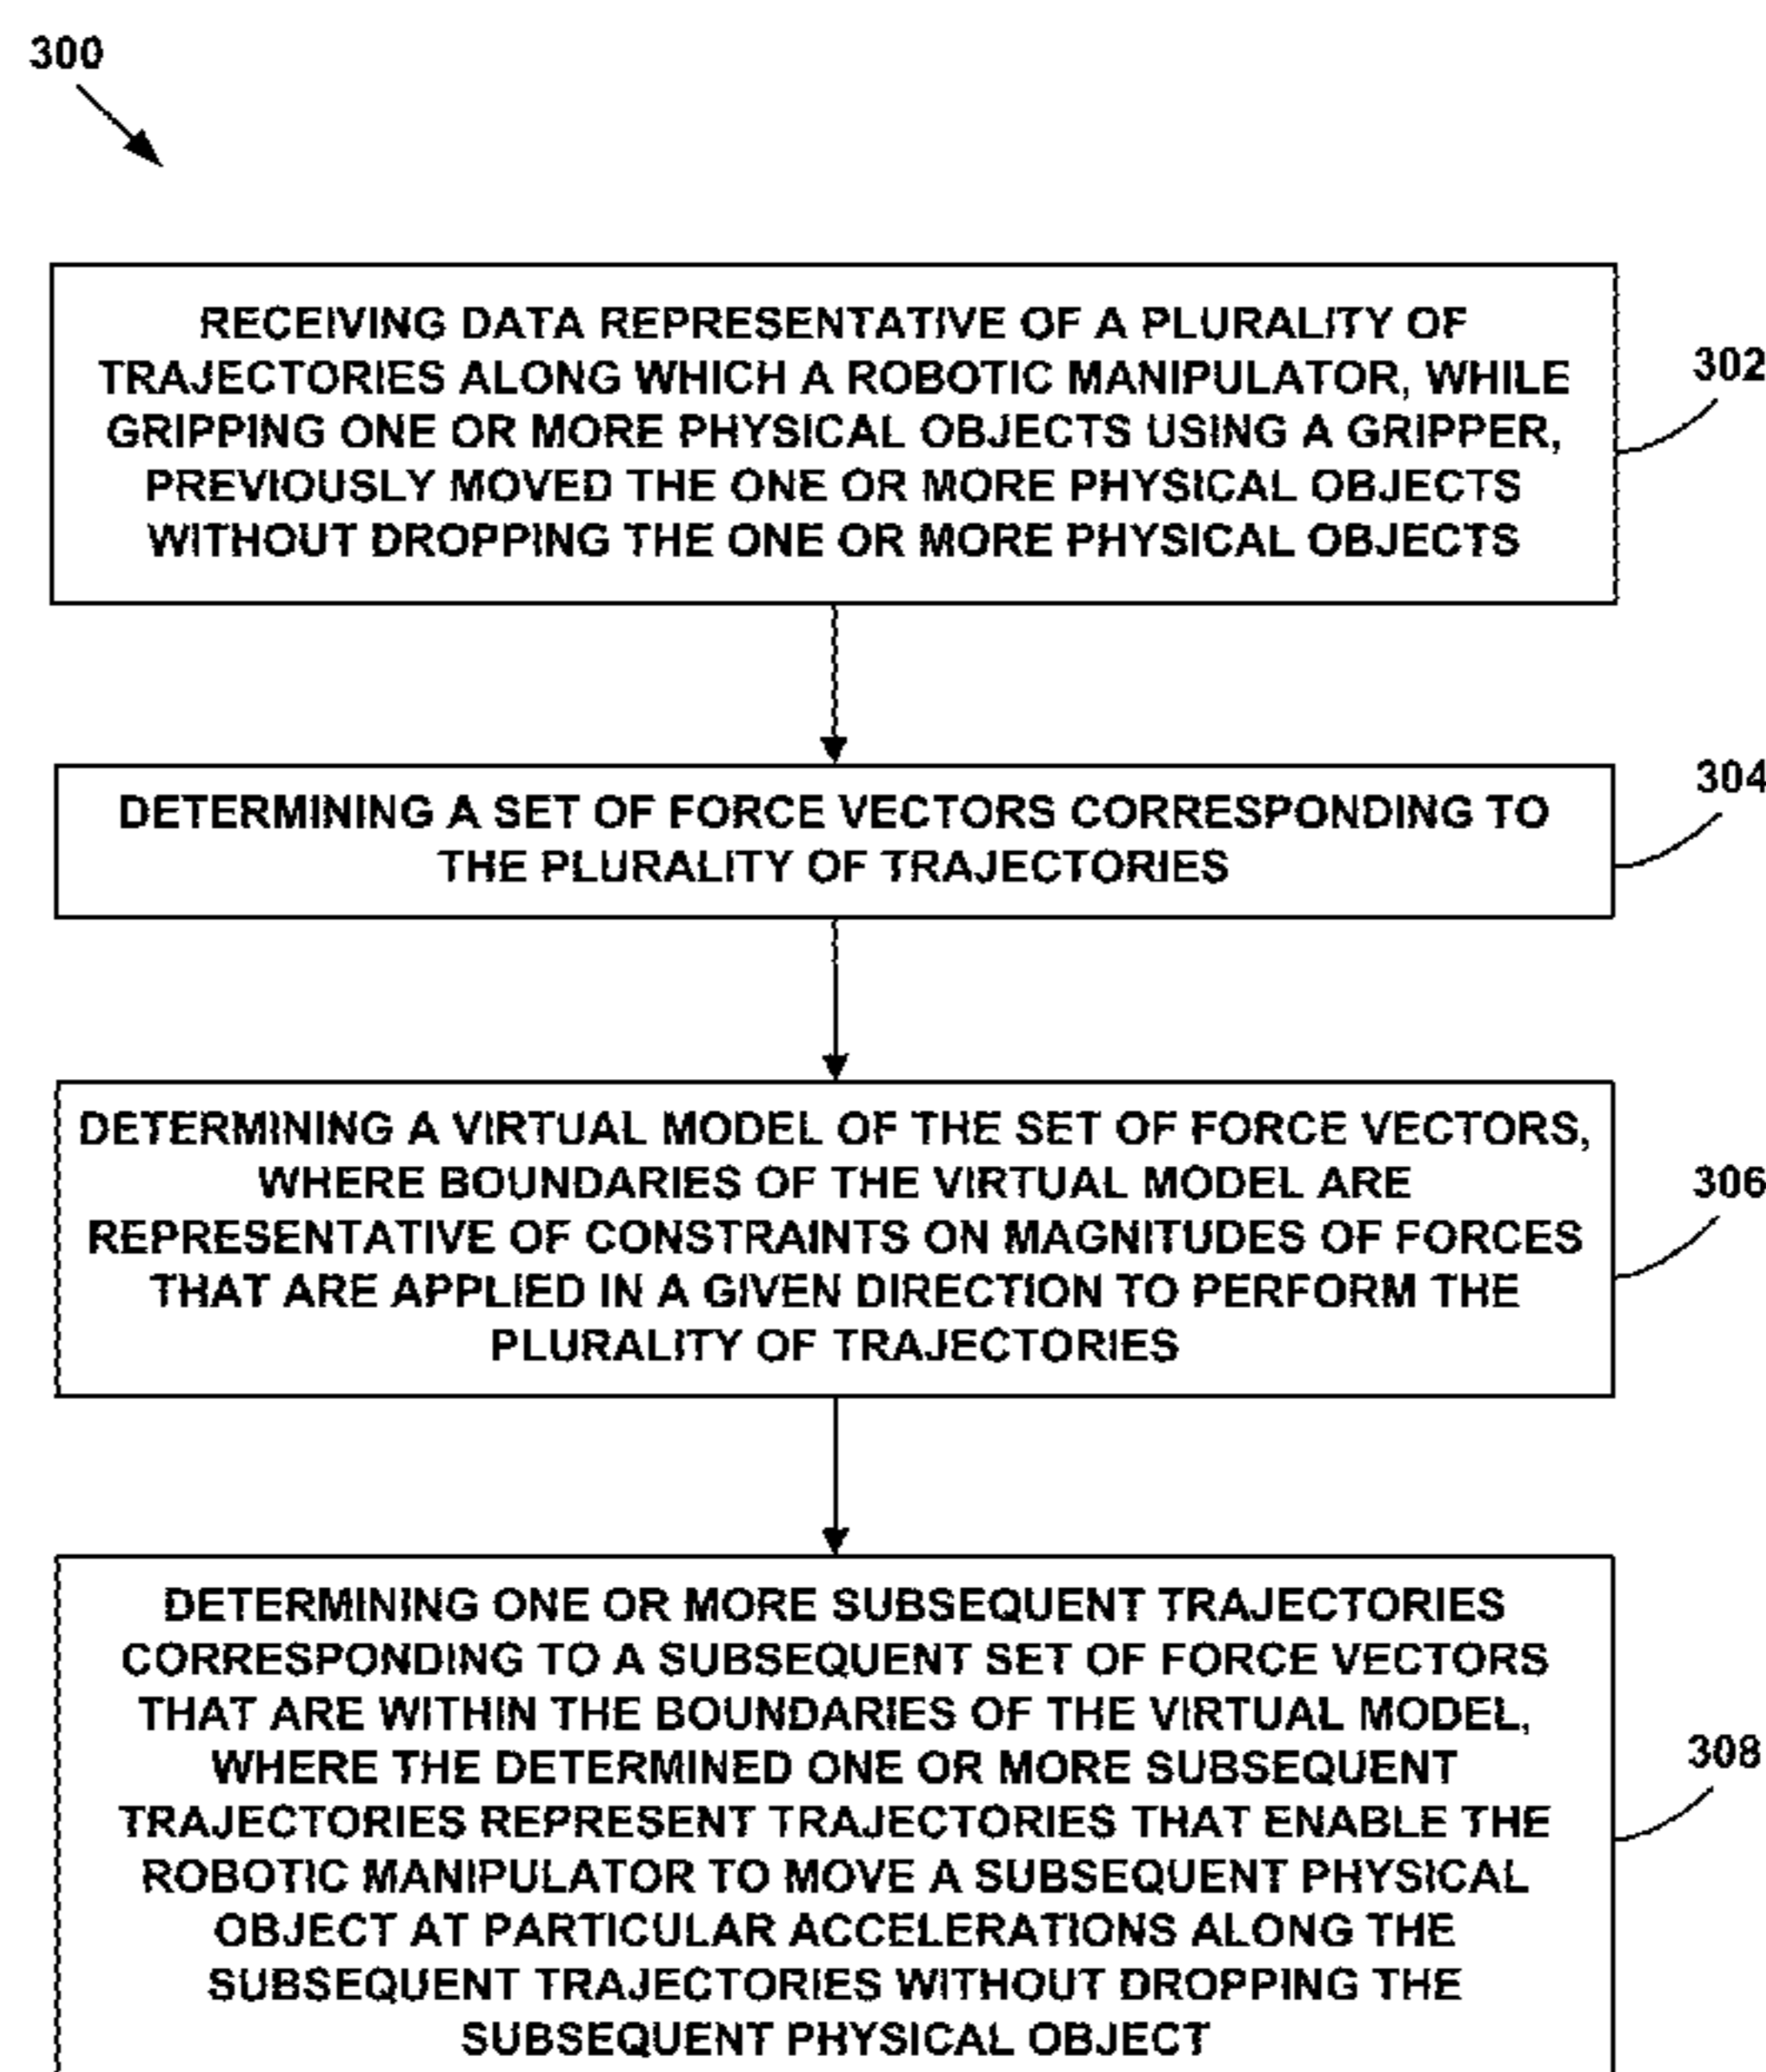 300
RECEIVING DATA REPRESENTATIVE OF A PLURALITY OF
TRAJECTORIES ALONG WHICH A ROBOTIC MANIPULATOR, WHILE
GRIPPING ONE OR MORE PHYSICAL OBJECTS USING A GRIPPER,
PREVIOUSLY MOVED THE ONE OR MORE PHYSICAL OBJECTS
WITHOUT DROPPING THE ONE OR MORE PHYSICAL OBJECTS
302
DETERMINING A SET OF FORCE VECTORS CORRESPONDING TO
THE PLURALITY OF TRAJECTORIES
304
DETERMINING A VIRTUAL MODEL OF THE SET OF FORCE VECTORS,
WHERE BOUNDARIES OF THE VIRTUAL MODEL ARE
REPRESENTATIVE OF CONSTRAINTS ON MAGNITUDES OF FORCES
THAT ARE APPLIED IN A GIVEN DIRECTION TO PERFORM THE
PLURALITY OF TRAJECTORIES
306
DETERMINING ONE OR MORE SUBSEQUENT TRAJECTORIES
CORRESPONDING TO A SUBSEQUENT SET OF FORCE VECTORS
THAT ARE WITHIN THE BOUNDARIES OF THE VIRTUAL MODEL,
WHERE THE DETERMINED ONE OR MORE SUBSEQUENT
TRAJECTORIES REPRESENT TRAJECTORIES THAT ENABLE THE
ROBOTIC MANIPULATOR TO MOVE A SUBSEQUENT PHYSICAL
OBJECT AT PARTICULAR ACCELERATIONS ALONG THE
SUBSEQUENT TRAJECTORIES WITHOUT DROPPING THE
SUBSEQUENT PHYSICAL OBJECT
308